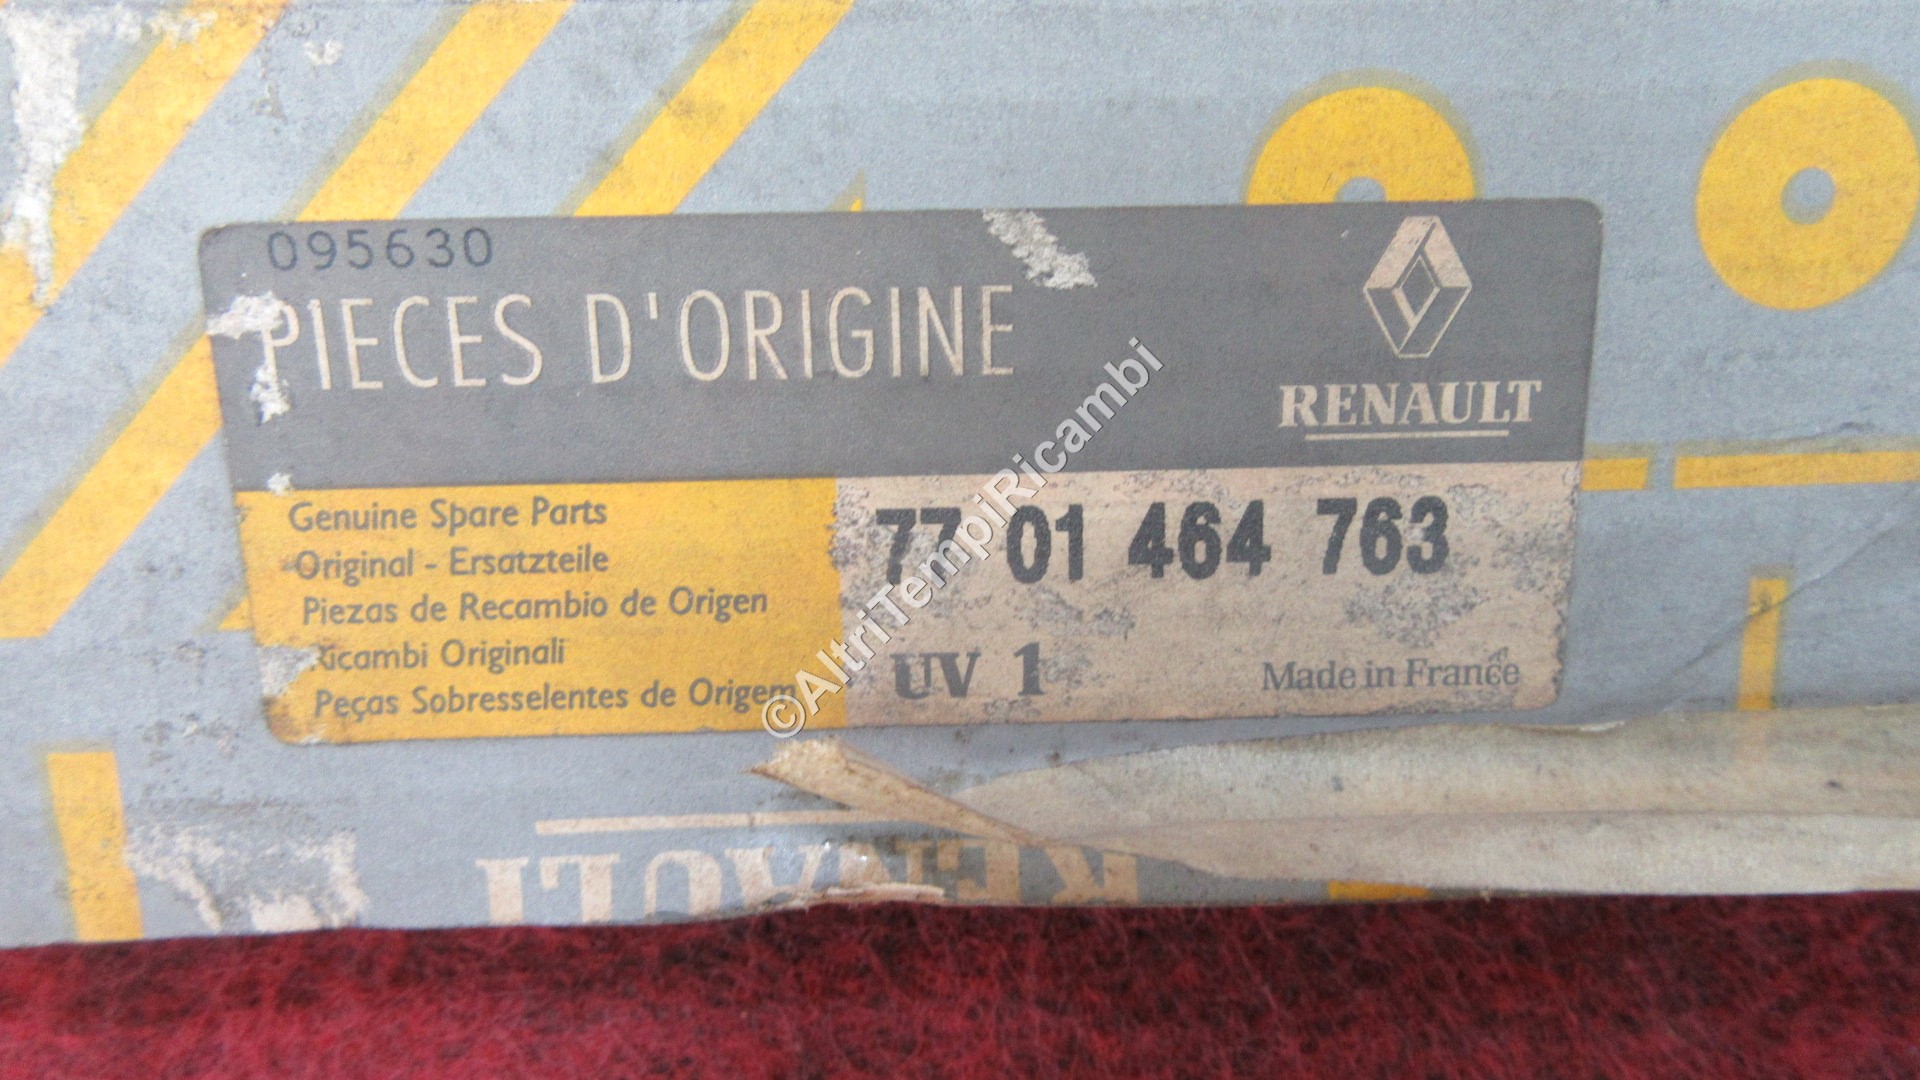 095630
PIECES D'ORIGINE
RENAULT
Genuine Spare Parts
Original - Ersatzteile
Piezas de Recambio de Origen
Ricambi Originali
Peças Sobresselentes de Origem
77 01 464 763
UV 1
Made in France
©AltriTempiRicambi
RENAULT